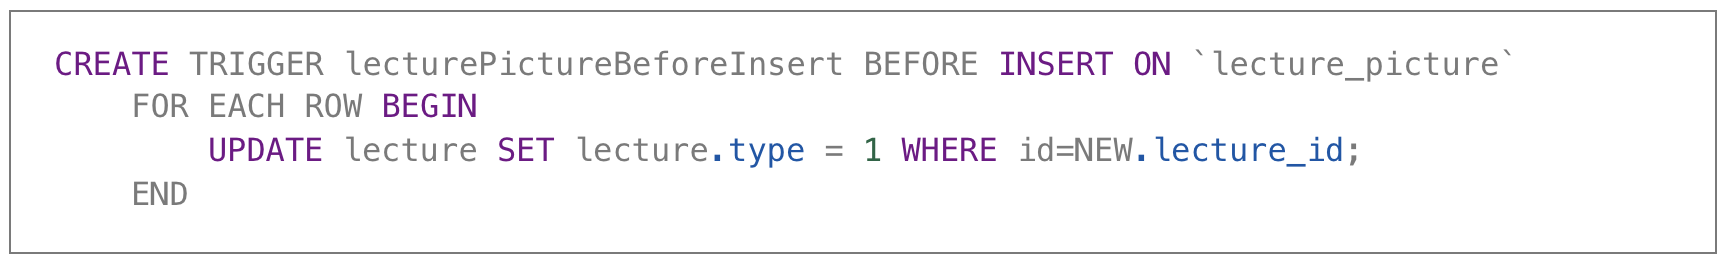 CREATE TRIGGER lecturePictureBeforeInsert BEFORE INSERT ON `lecture_picture`
    FOR EACH ROW BEGIN
        UPDATE lecture SET lecture.type = 1 WHERE id=NEW.lecture_id;
    END